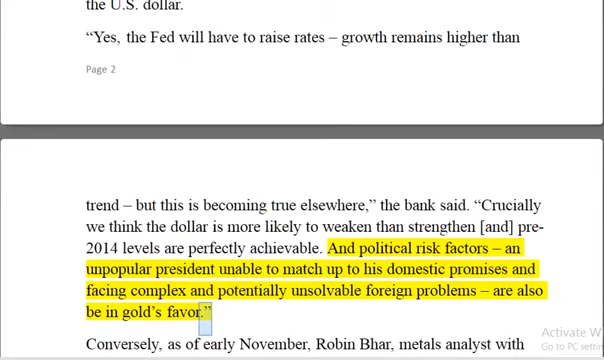 the U.S. dollar.
“Yes, the Fed will have to raise rates – growth remains higher than
Page 2
trend – but this is becoming true elsewhere,” the bank said. “Crucially
we think the dollar is more likely to weaken than strengthen [and] pre-
2014 levels are perfectly achievable. And political risk factors – an
unpopular president unable to match up to his domestic promises and
facing complex and potentially unsolvable foreign problems – are also
be in gold’s favor.”
Activate W
Go to PC settin
Conversely, as of early November, Robin Bhar, metals analyst with